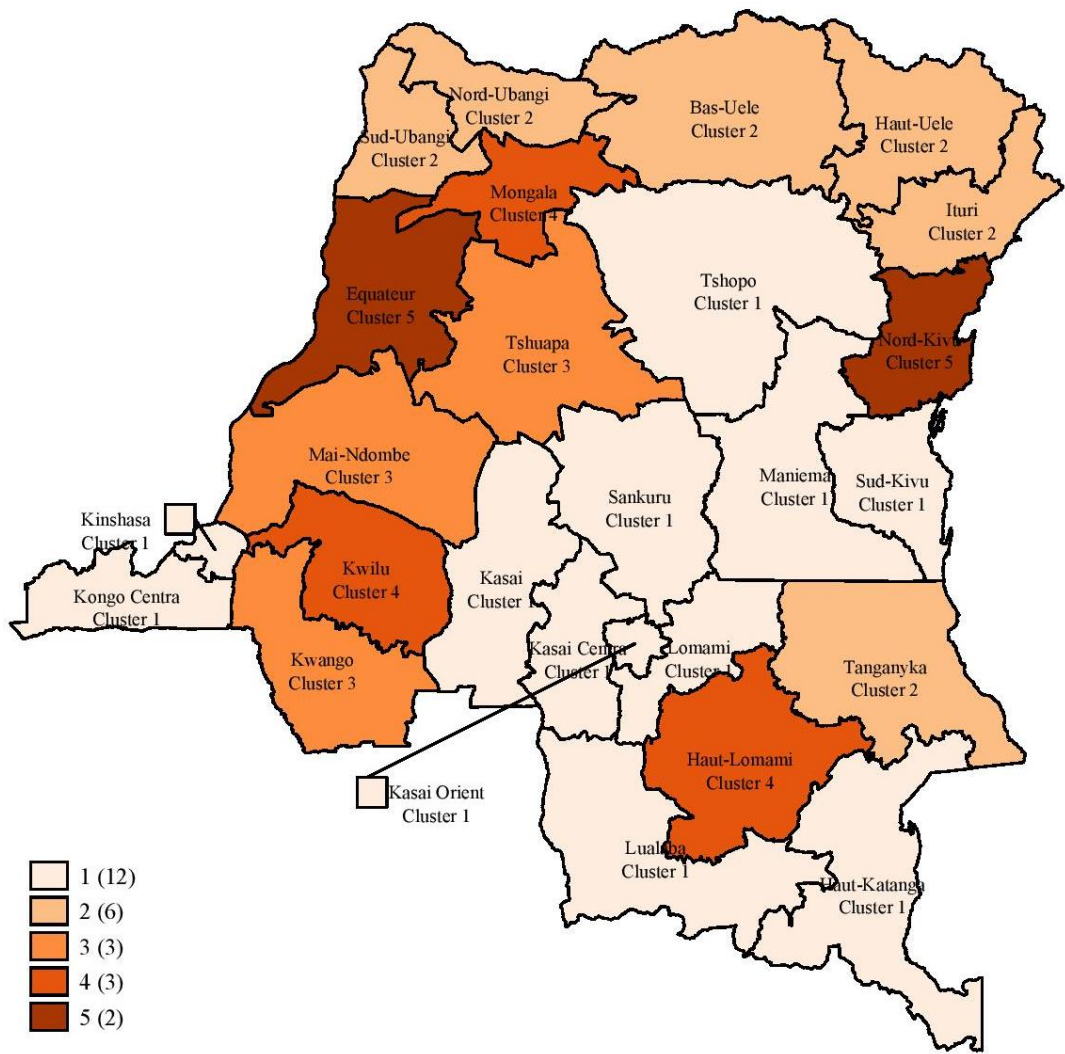 Nord-Ubangi
Cluster 2
Sud-Ubangi
Cluster 2
Bas-Uele
Cluster 2
Haut-Uele
Cluster 2
Mongala
Cluster 4
Ituri
Cluster 2
Equateur
Cluster 5
Tshopo
Cluster 1
Tshuapa
Cluster 3
Nord-Kivu
Cluster 5
Mai-Ndombe
Cluster 3
Sankuru
Cluster 1
Maniema
Cluster 1
Sud-Kivu
Cluster 1
Kinshasa
Cluster 1
Kwilu
Cluster 4
Kasai
Cluster 1
Kongo Centra
Cluster 1
Kwango
Cluster 3
Kasai Centra
Cluster 1
Lomami
Cluster 1
Tanganyka
Cluster 2
Haut-Lomami
Cluster 4
Kasai Orient
Cluster 1
Lualaba
Cluster 1
Haut-Katanga
Cluster 1
1 (12)
2 (6)
3 (3)
4 (3)
5 (2)